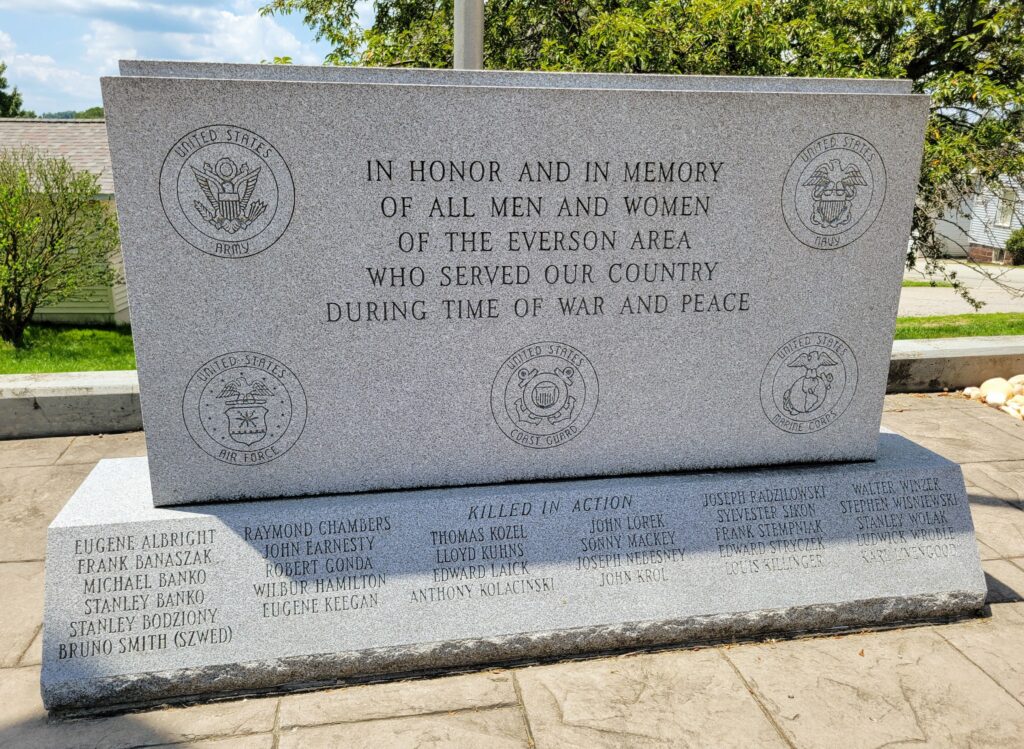 UNITED STATES
ARMY
IN HONOR AND IN MEMORY
OF ALL MEN AND WOMEN
OF THE EVERSON AREA
WHO SERVED OUR COUNTRY
DURING TIME OF WAR AND PEACE
UNITED STATES
NAVY
UNITED STATES
AIR FORCE
UNITED STATES
COAST GUARD
UNITED STATES
MARINE CORPS
KILLED IN ACTION
EUGENE ALBRIGHT
FRANK BANASZAK
MICHAEL BANKO
STANLEY BANKO
STANLEY BODZIONY
BRUNO SMITH (SZWED)
RAYMOND CHAMBERS
JOHN EARNESTY
ROBERT GONDA
WILBUR HAMILTON
EUGENE KEEGAN
THOMAS KOZEL
LLOYD KUHNS
EDWARD LAICK
ANTHONY KOLACINSKI
JOHN LOREK
SONNY MACKEY
JOSEPH NEDESNEY
JOHN KROL
JOSEPH RADZILOWSKI
SYLVESTER SIKON
FRANK STEMPNIAK
EDWARD STRYCZEK
LOUIS KILLINGER
WALTER WINZEK
STEPHEN WISNIEWSKI
STANLEY WOLAK
LUDWICK WROBLE
KARL LIVENGOOD